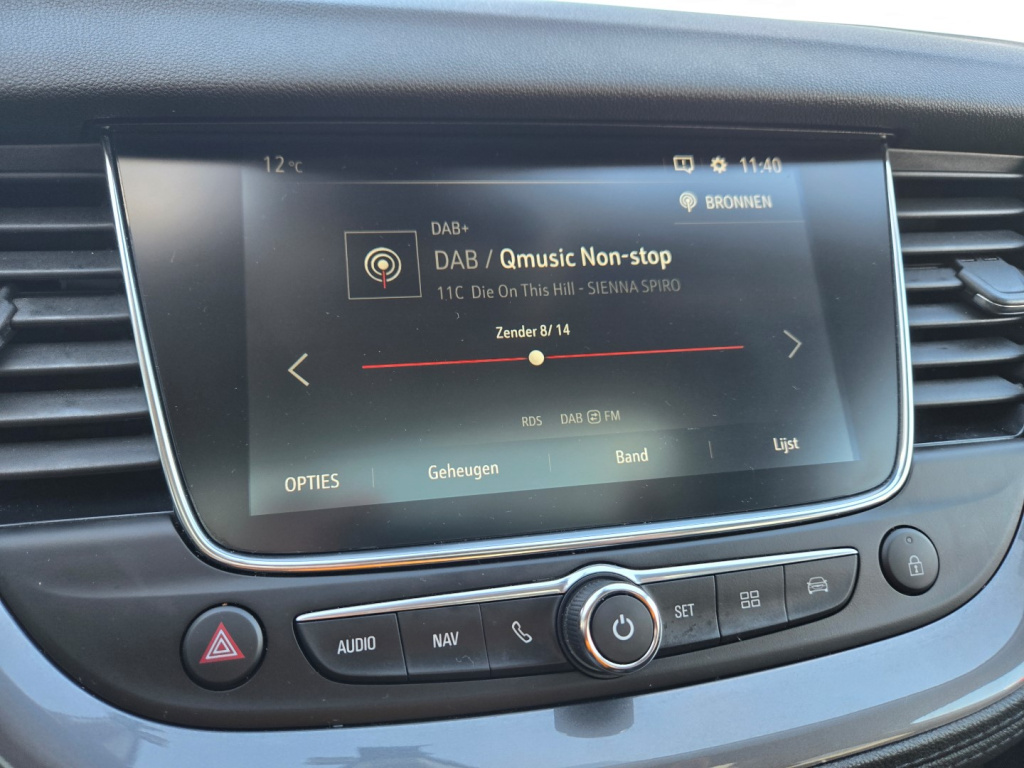 12 °C
11:40
BRONNEN
DAB+
DAB / Qmusic Non-stop
11C Die On This Hill - SIENNA SPIRO
Zender 8/ 14
RDS DAB FM
OPTIES Geheugen Band Lijst
AUDIO NAV SET